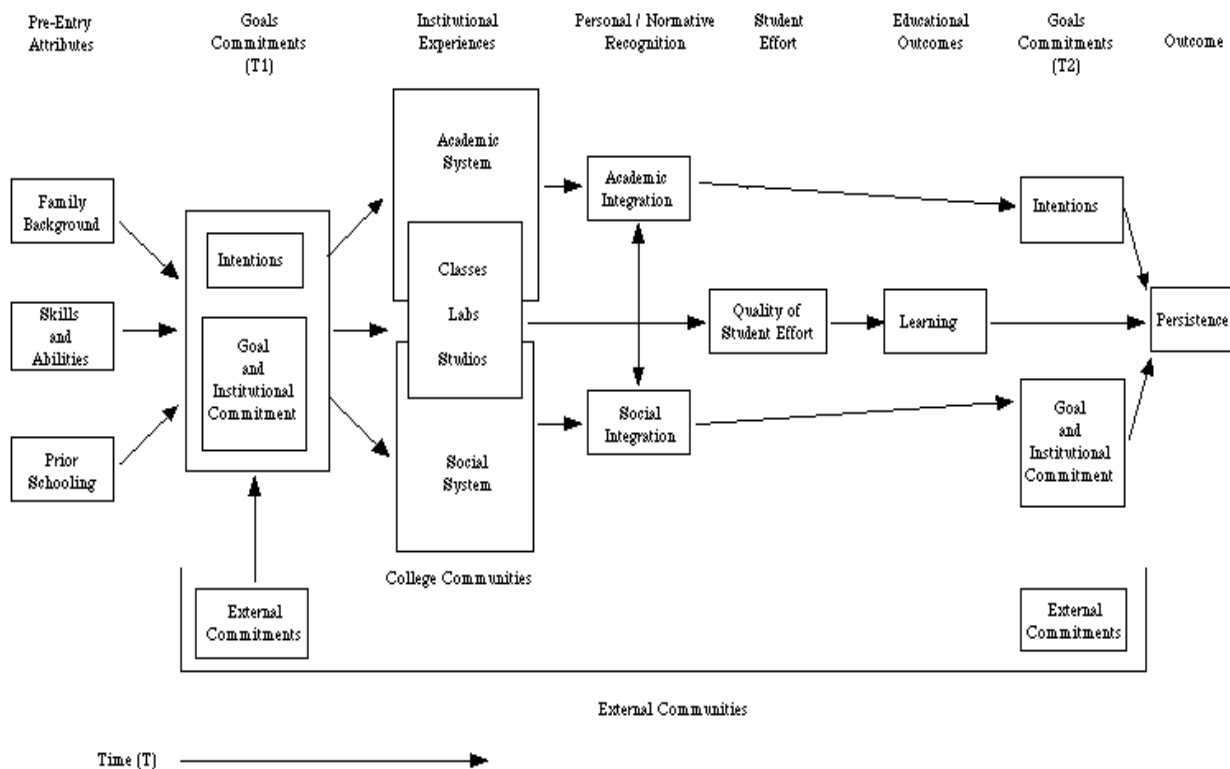 Pre-Entry
Attributes
Goals
Commitments
(T1)
Institutional
Experiences
Personal / Normative
Recognition
Student
Effort
Educational
Outcomes
Goals
Commitments
(T2)
Outcome
Family
Background
Skills
and
Abilities
Prior
Schooling
Intentions
Goal
and
Institutional
Commitment
External
Commitments
Academic
System
Classes
Labs
Studios
Social
System
College Communities
Academic
Integration
Social
Integration
Quality of
Student Effort
Learning
Intentions
Goal
and
Institutional
Commitment
External
Commitments
Persistence
External Communities
Time (T)